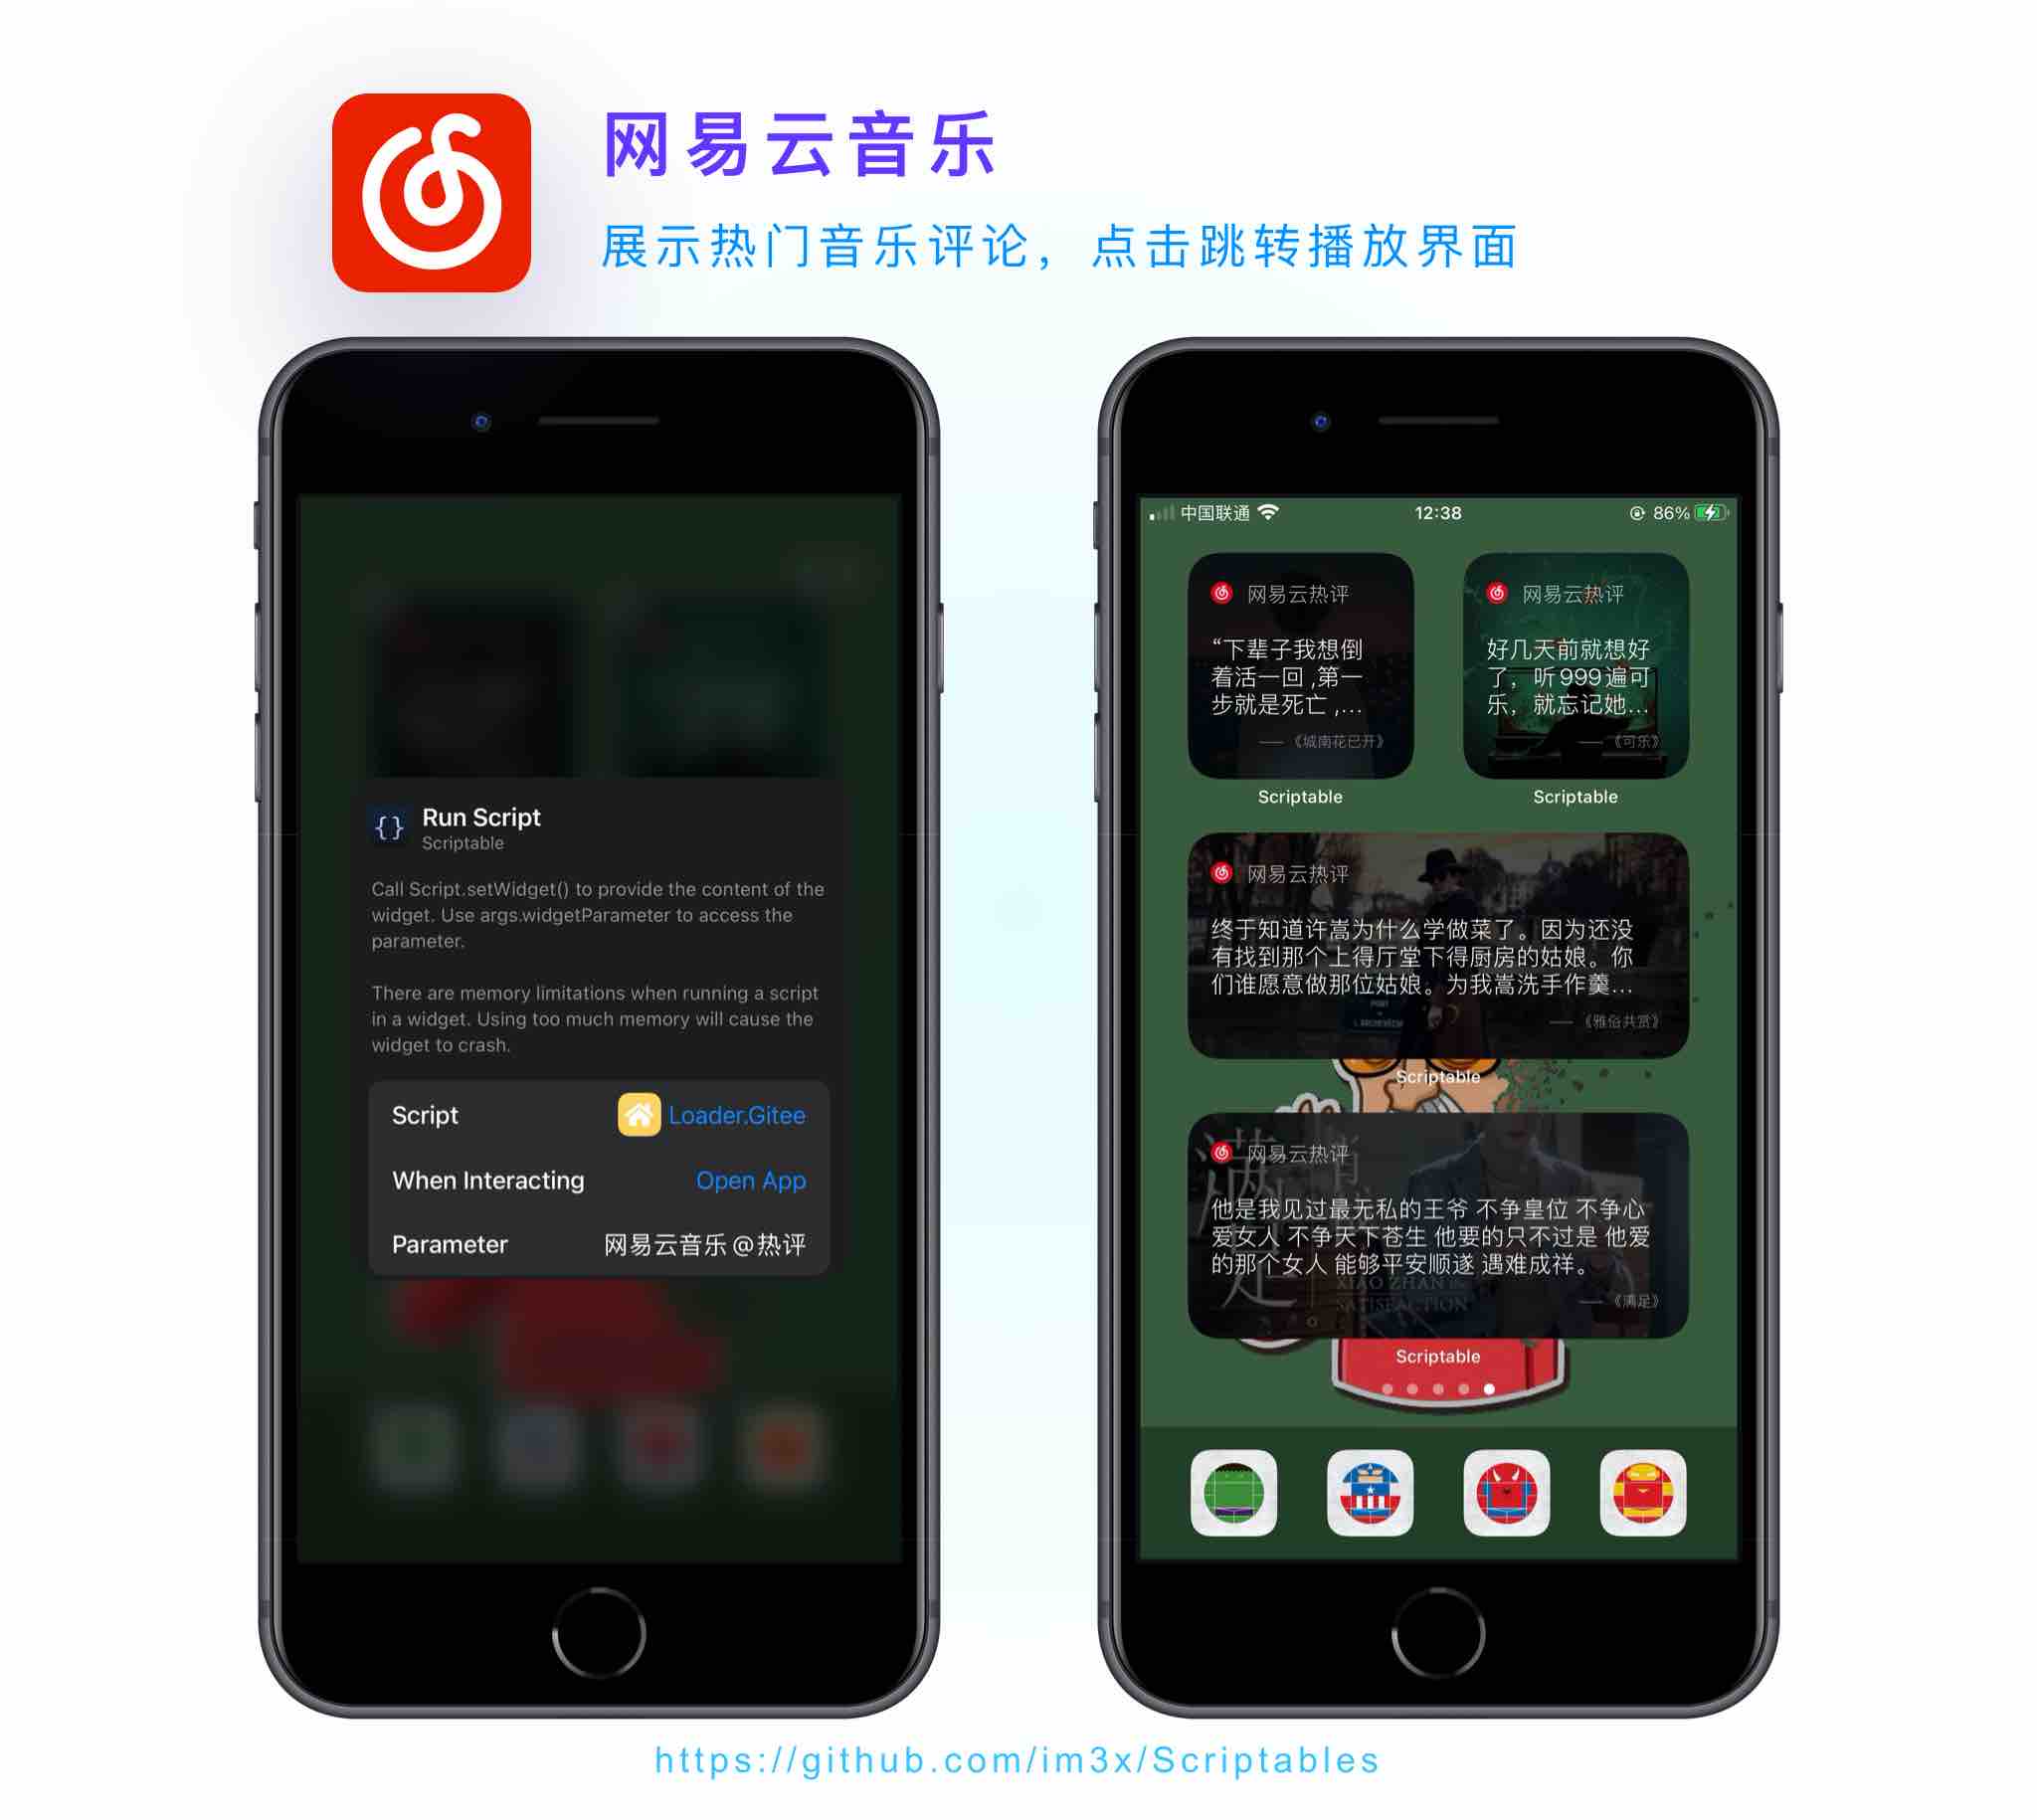 网易云音乐
展示热门音乐评论，点击跳转播放界面
Run Script
Scriptable
Call Script.setWidget() to provide the content of the
widget. Use args.widgetParameter to access the
parameter.
There are memory limitations when running a script
in a widget. Using too much memory will cause the
widget to crash.
Script Loader.Gitee
When Interacting Open App
Parameter 网易云音乐@热评
中国联通 12:38 86%
网易云热评
“下辈子我想倒
着活一回 ,第一
步就是死亡 ,...
—— 《城南花已开》
Scriptable
网易云热评
好几天前就想好
了，听999遍可
乐，就忘记她...
—— 《可乐》
Scriptable
网易云热评
终于知道许嵩为什么学做菜了。因为还没
有找到那个上得厅堂下得厨房的姑娘。你
们谁愿意做那位姑娘。为我嵩洗手作羹...
—— 《雅俗共赏》
Scriptable
网易云热评
满足
他是我见过最无私的王爷 不争皇位 不争心
爱女人 不争天下苍生 他要的只不过是 他爱
的那个女人 能够平安顺遂 遇难成祥。
XIAO ZHAN
SATISFACTION
—— 《满足》
Scriptable
https://github.com/im3x/Scriptables